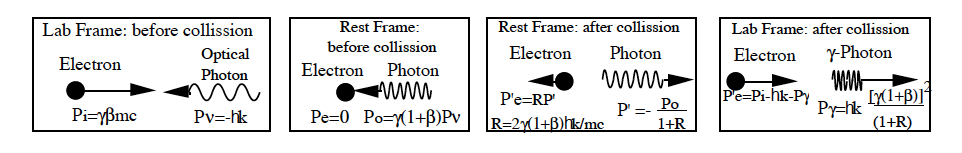 Lab Frame: before collission
Electron
Optical
Photon
Pi=γβmc
Pν=-ħk
Rest Frame:
before collission
Electron
Photon
Pe=0
Po=γ(1+β)Pν
Rest Frame: after collission
Electron
Photon
P'e=RP'
P' =- Po
1+R
R=2γ(1+β)ħk/mc
Lab Frame: after collission
Electron
γ-Photon
P'e=Pi-ħk-Pγ
Pγ=ħk [γ(1+β)]²
(1+R)